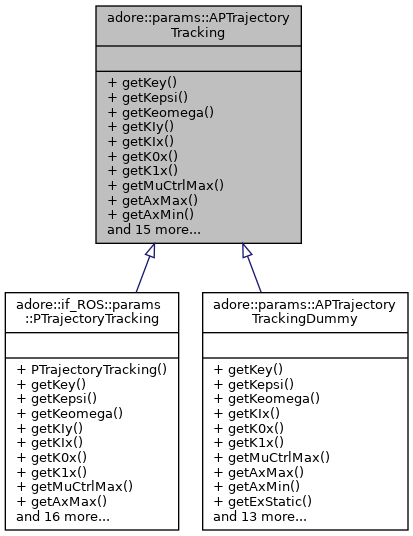 adore::params::APTrajectory
Tracking
+ getKey()
+ getKepsi()
+ getKeomega()
+ getKIy()
+ getKIx()
+ getK0x()
+ getK1x()
+ getMuCtrlMax()
+ getAxMax()
+ getAxMin()
and 15 more...
adore::if_ROS::params
::PTrajectoryTracking
+ PTrajectoryTracking()
+ getKey()
+ getKepsi()
+ getKeomega()
+ getKIy()
+ getKIx()
+ getK0x()
+ getK1x()
+ getMuCtrlMax()
+ getAxMax()
and 16 more...
adore::params::APTrajectory
TrackingDummy
+ getKey()
+ getKepsi()
+ getKeomega()
+ getKIx()
+ getK0x()
+ getK1x()
+ getMuCtrlMax()
+ getAxMax()
+ getAxMin()
+ getExStatic()
and 13 more...